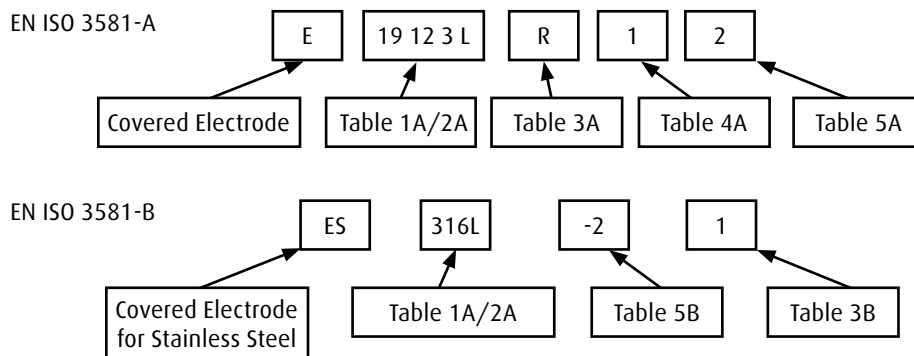 EN ISO 3581-A
E 19 12 3 L R 1 2
Covered Electrode Table 1A/2A Table 3A Table 4A Table 5A
EN ISO 3581-B
ES 316L -2 1
Covered Electrode
for Stainless Steel
Table 1A/2A Table 5B Table 3B